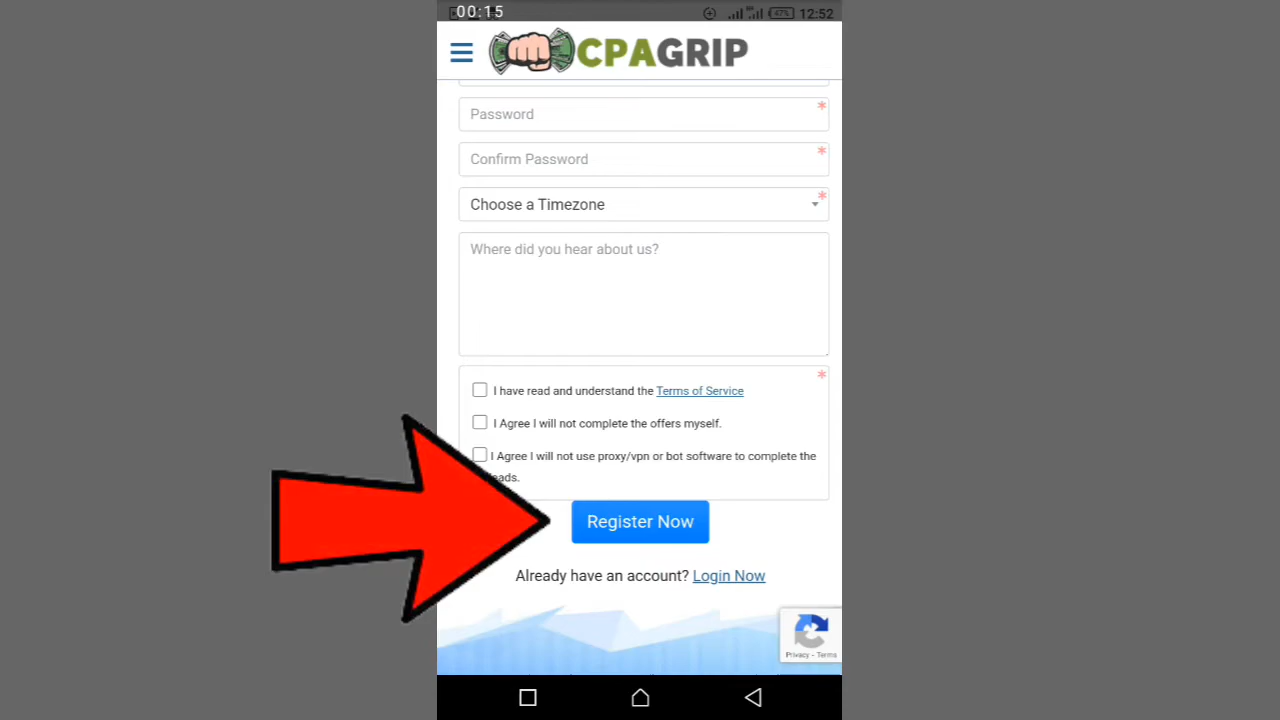 00:15
47%
12:52
CPAGRIP
Password *
Confirm Password *
Choose a Timezone *
Where did you hear about us?
*
I have read and understand the Terms of Service
I Agree I will not complete the offers myself.
I Agree I will not use proxy/vpn or bot software to complete the
leads.
Register Now
Already have an account? Login Now
Privacy - Terms